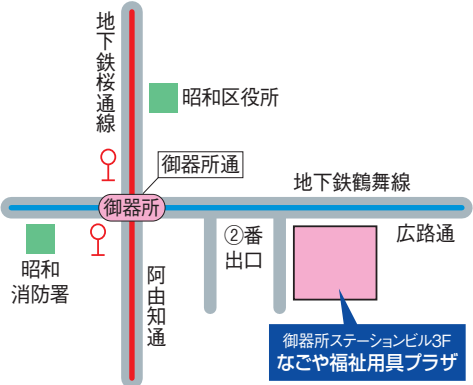 地下鉄桜通線
昭和区役所
御器所通
地下鉄鶴舞線
御器所
広路通
②番
出口
昭和
消防署
阿由知通
御器所ステーションビル3F
なごや福祉用具プラザ